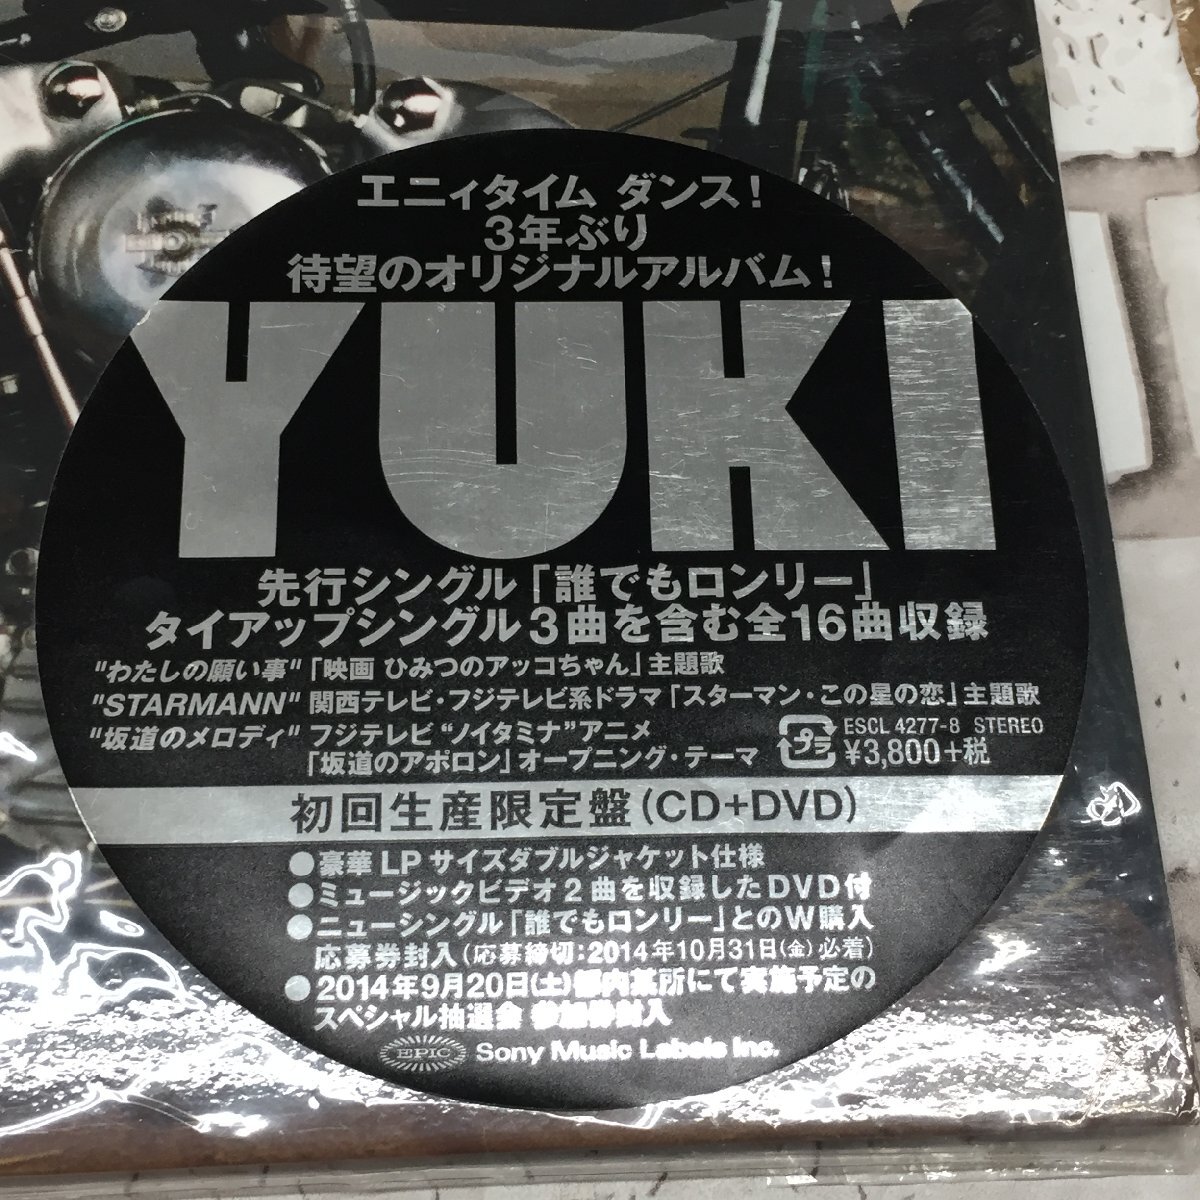 エニィタイム ダンス!
3年ぶり
待望のオリジナルアルバム!
YUKI
先行シングル「誰でもロンリー」
タイアップシングル3曲を含む全16曲収録
"わたしの願い事"「映画 ひみつのアッコちゃん」主題歌
"STARMANN" 関西テレビ・フジテレビ系ドラマ「スターマン・この星の恋」主題歌
"坂道のメロディ" フジテレビ"ノイタミナ"アニメ
「坂道のアポロン」オープニング・テーマ
プラ
ESCL 4277-8 STEREO
¥3,800+税
初回生産限定盤(CD+DVD)
●豪華LPサイズダブルジャケット仕様
●ミュージックビデオ2曲を収録したDVD付
●ニューシングル「誰でもロンリー」とのW購入
応募券封入(応募締切:2014年10月31日(金)必着)
●2014年9月20日(土)都内某所にて実施予定の
スペシャル抽選会 参加券封入
EPIC Sony Music Labels Inc.